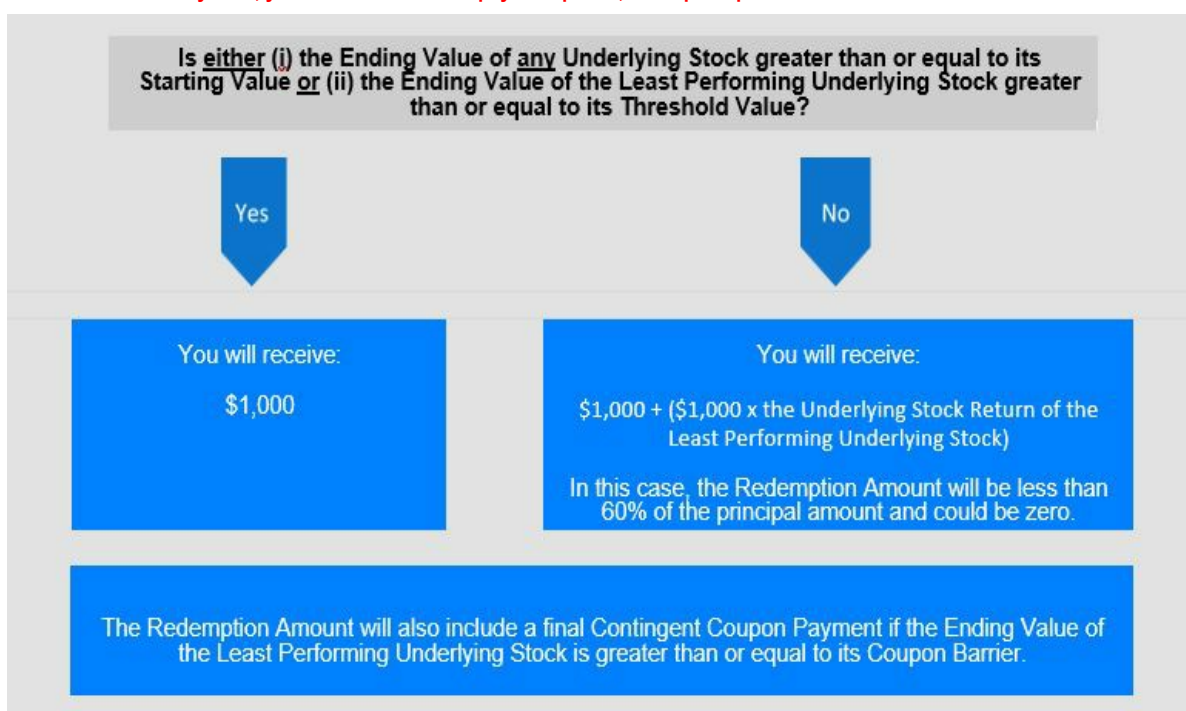 Is either (i) the Ending Value of any Underlying Stock greater than or equal to its
Starting Value or (ii) the Ending Value of the Least Performing Underlying Stock greater
than or equal to its Threshold Value?
Yes
No
You will receive:
$1,000
You will receive:
$1,000 + ($1,000 x the Underlying Stock Return of the
Least Performing Underlying Stock)
In this case, the Redemption Amount will be less than
60% of the principal amount and could be zero.
The Redemption Amount will also include a final Contingent Coupon Payment if the Ending Value of
the Least Performing Underlying Stock is greater than or equal to its Coupon Barrier.